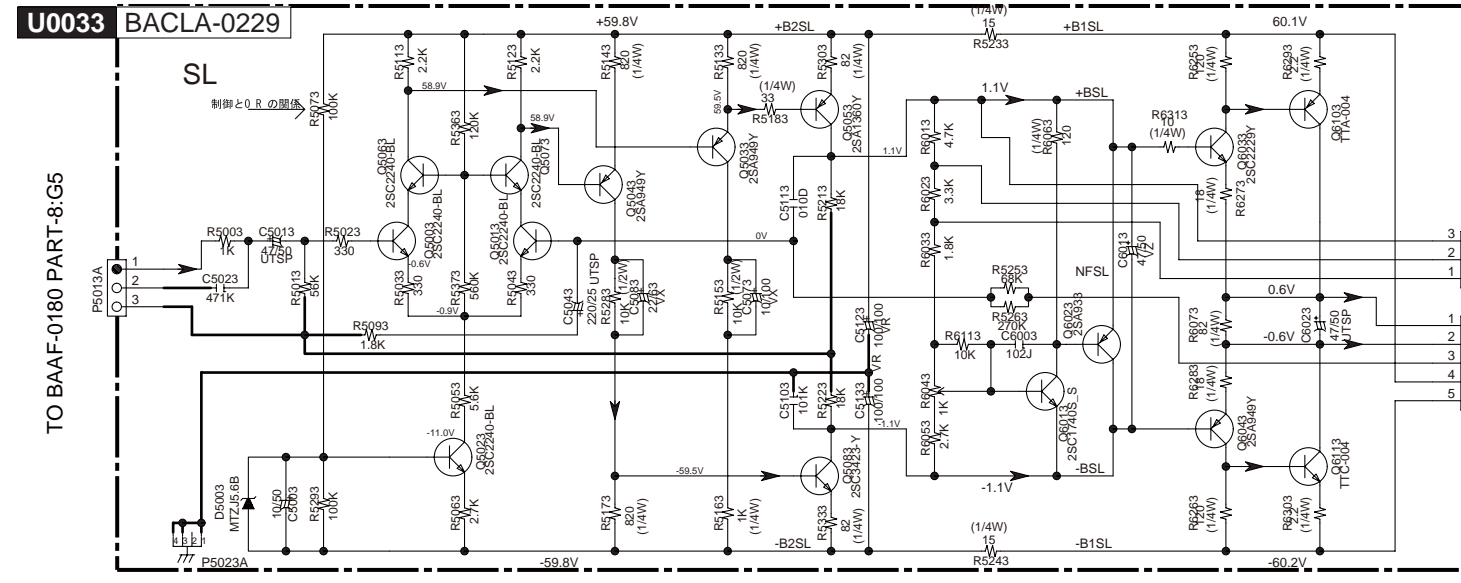 U0033 BACLA-0229
SL
制御とO R の関係
TO BAAF-0180 PART-8:G5
+59.8V
+B2SL
(1/4W)
15
R5233
+B1SL
60.1V
R5073
100K
R5113
2.2K
R5363
120K
R5123
2.2K
R5143
820
(1/4W)
R5133
820
(1/4W)
R5303
82
(1/4W)
(1/4W)
33
R5183
58.9V
58.9V
59.5V
Q5063
2SC2240-BL
2SC2240-BL
Q5073
Q5043
2SA949Y
Q5033
2SA949Y
Q5053
2SA1360Y
1.1V
1.1V
+BSL
R6013
4.7K
(1/4W)
R6063
120
R6313
10
(1/4W)
R6253
120
(1/4W)
R6293
2.2
(1/4W)
Q6033
2SC2229Y
Q6103
TTA-004
18
(1/4W)
R6273
R6023
3.3K
R6033
1.8K
C5113
010D
R5213
18K
0V
P5013A
1
2
3
R5003
1K
C5013
47/50
UTSP
C5023
471K
R5023
330
R5013
56K
R5093
1.8K
Q5003
2SC2240-BL
Q5013
2SC2240-BL
-0.6V
R5033
330
R5373
560K
R5043
330
-0.9V
C5043
220/25 UTSP
R5283
10K
(1/2W)
C5083
22/63
VX
R5153
10K
(1/2W)
C5073
10/100
VX
C5123
100/100
VR
R5253
68K
R5263
270K
NFSL
C6013
47/50
VZ
Q6023
2SA933
R6113
10K
C6003
102J
R6043
1K
R6053
2.7K
Q6013
2SC1740S_S
0.6V
R6073
82
(1/4W)
C6023
47/50
UTSP
-0.6V
R6283
18
(1/4W)
3
2
1
1
2
3
4
5
R5053
5.6K
-11.0V
Q5023
2SC2240-BL
C5103
101K
R5223
18K
C5133
100/100
VR
-1.1V
-59.5V
Q5083
2SC3423-Y
-1.1V
-BSL
Q6043
2SA949Y
Q6113
TTC-004
D5003
MTZJ5.6B
10/50
C5003
R5293
100K
R5063
2.7K
R5173
820
(1/4W)
R5163
1K
(1/4W)
R5333
82
(1/4W)
R6263
120
(1/4W)
R6303
2.2
(1/4W)
4 3 2 1
P5023A
-59.8V
-B2SL
(1/4W)
15
R5243
-B1SL
-60.2V